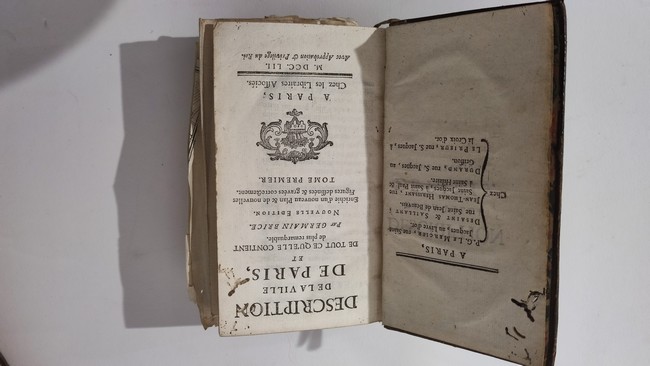 A PARIS,
Chez
P. G. LE MERCIER, rue Saint
Jacques, au Livre d'or.
DESAINT & SAILLANT,
rue Saint Jean de Beauvais.
JEAN-THOMAS HERISSANT, rue
Saint Jacques, à Saint Paul &
à Saint Hilaire.
DURAND, rue S. Jacques, au
Griffon.
LE PRIEUR, rue S. Jacques, à
la Croix d'or.
DESCRIPTION
DE LA VILLE
DE PARIS,
ET
DE TOUT CE QU'ELLE CONTIENT
de plus remarquable.
Par GERMAIN BRICE.
NOUVELLE EDITION.
Enrichie d'un nouveau Plan & de nouvelles
Figures dessinées & gravées correctement.
TOME PREMIER.
A PARIS,
Chez les Libraires Associés.
M. DCC. LII.
Avec Approbation & Privilége du Roi.